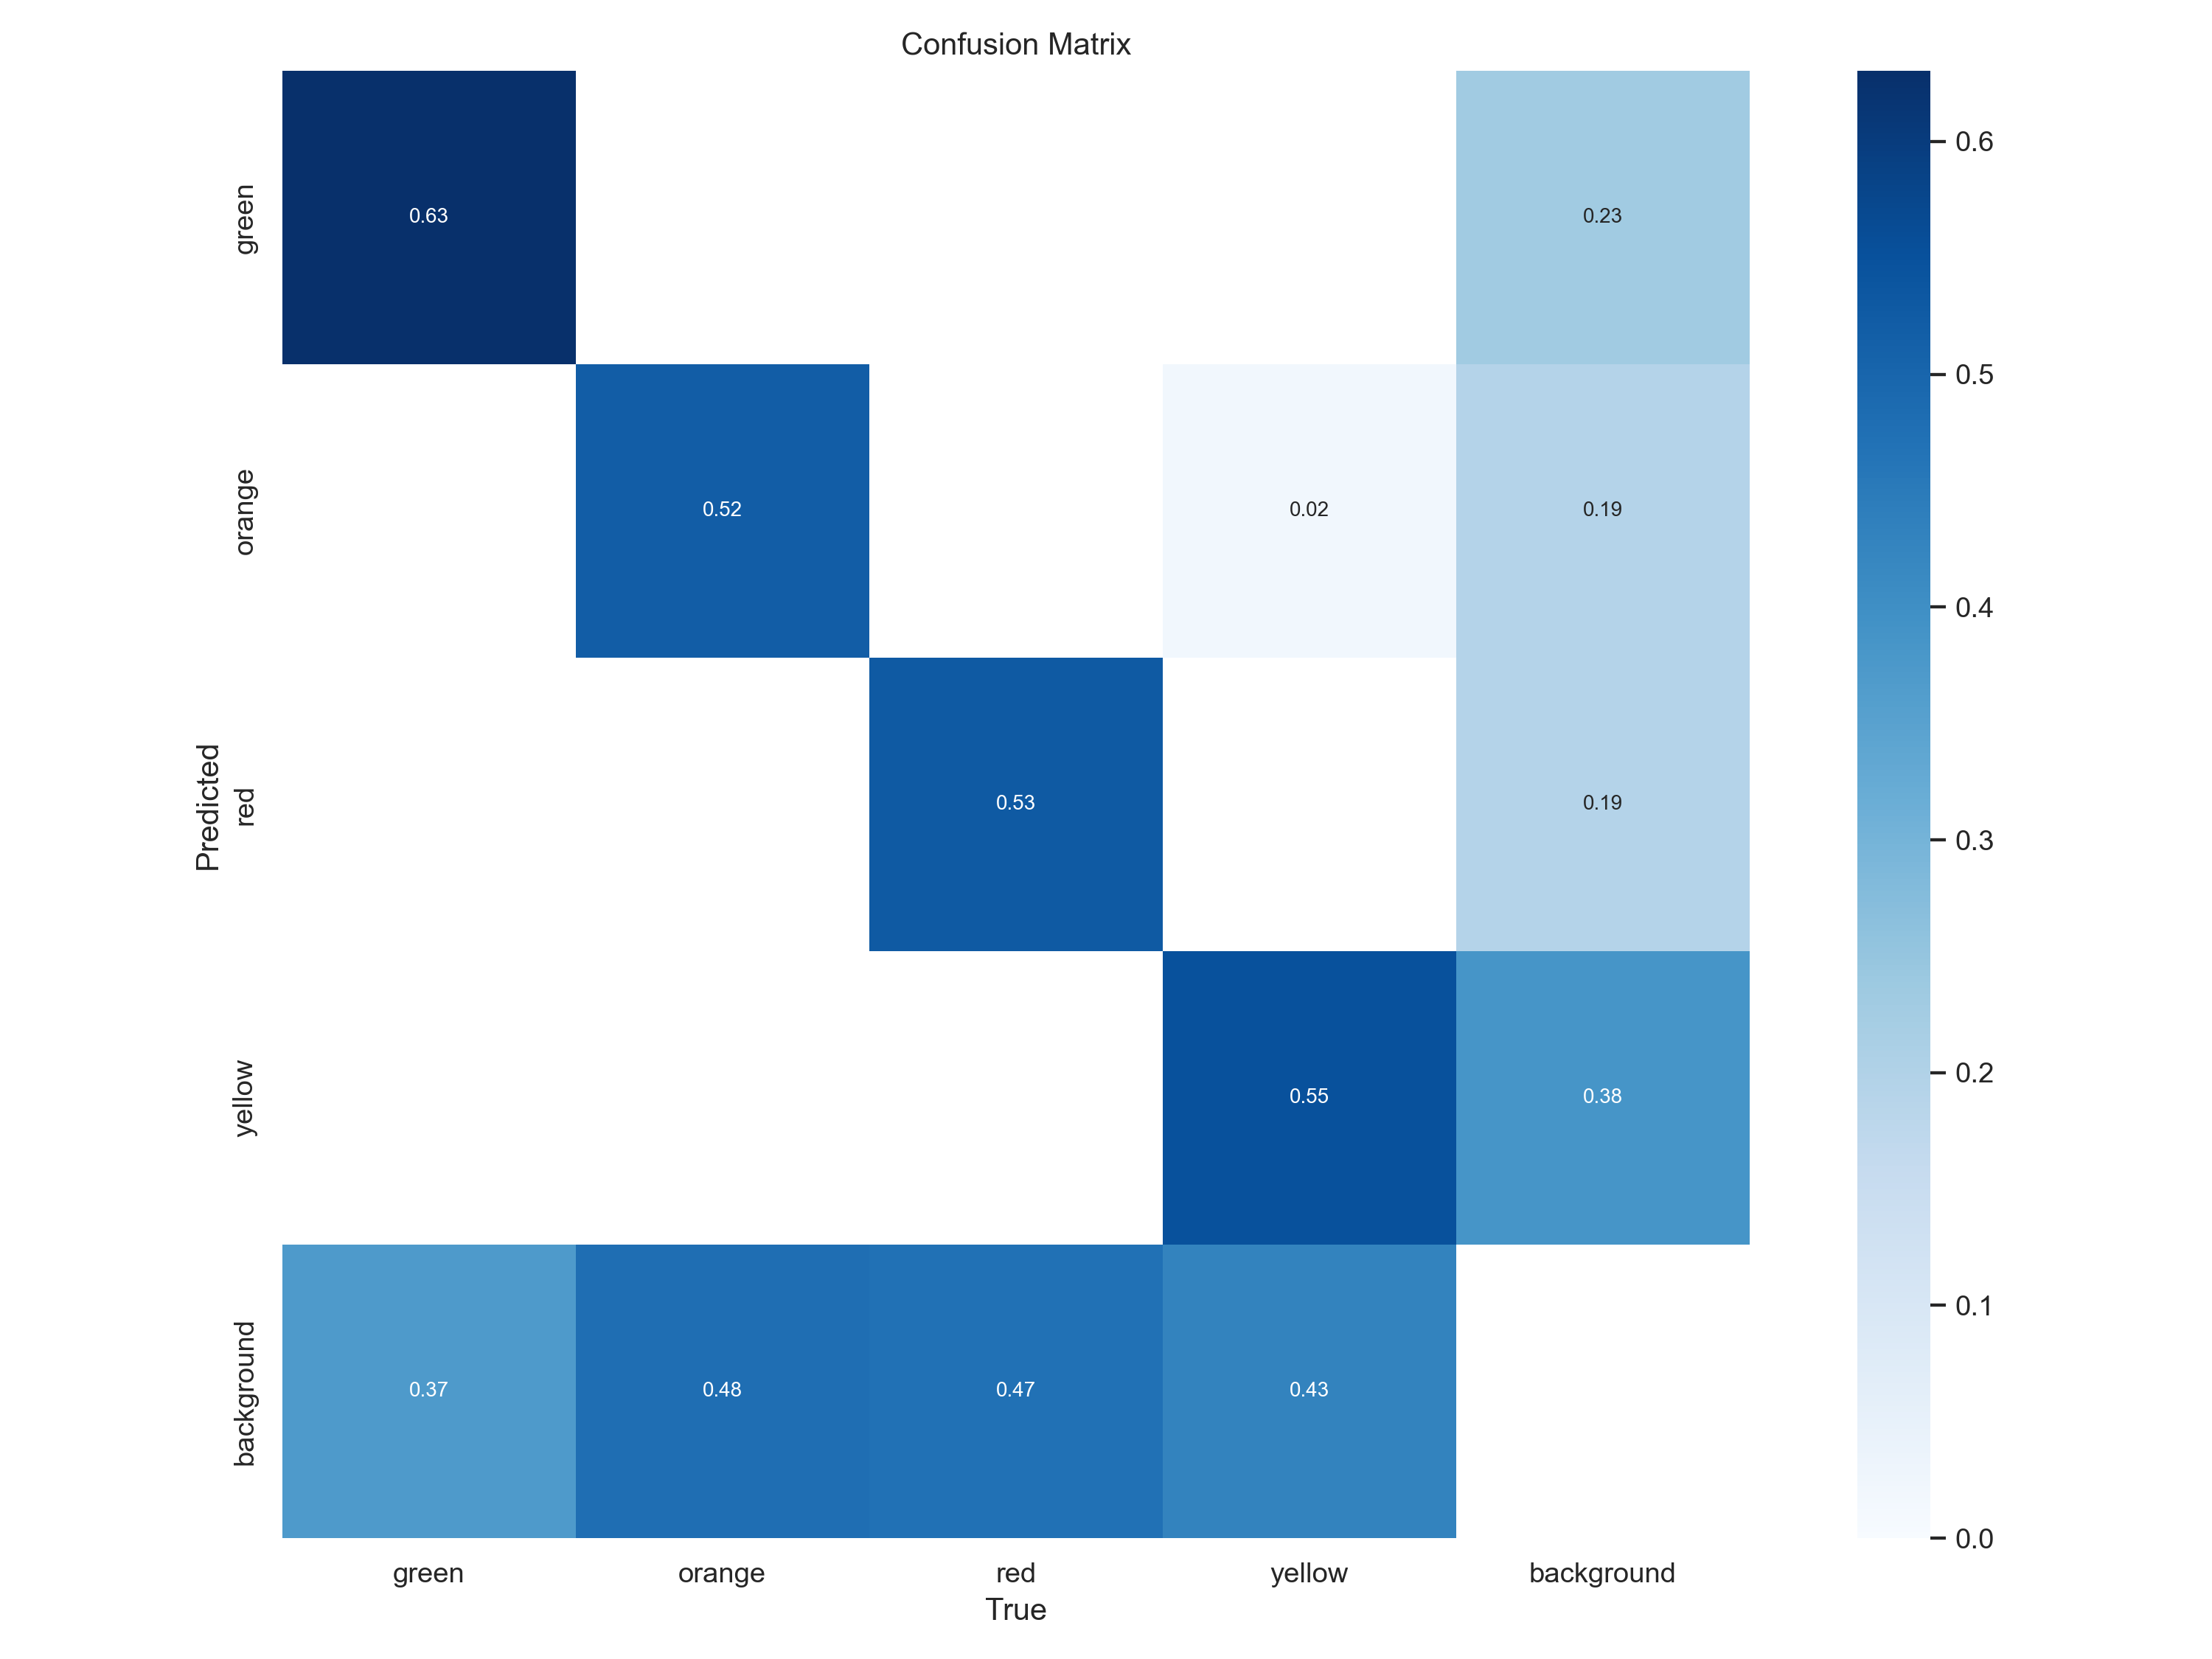 Confusion Matrix
green
0.63
0.23
0.6
orange
0.52
0.02
0.19
0.5
Predicted
red
0.53
0.19
0.4
yellow
0.55
0.38
0.3
background
0.37
0.48
0.47
0.43
0.2
0.1
0.0
green
orange
red
yellow
background
True